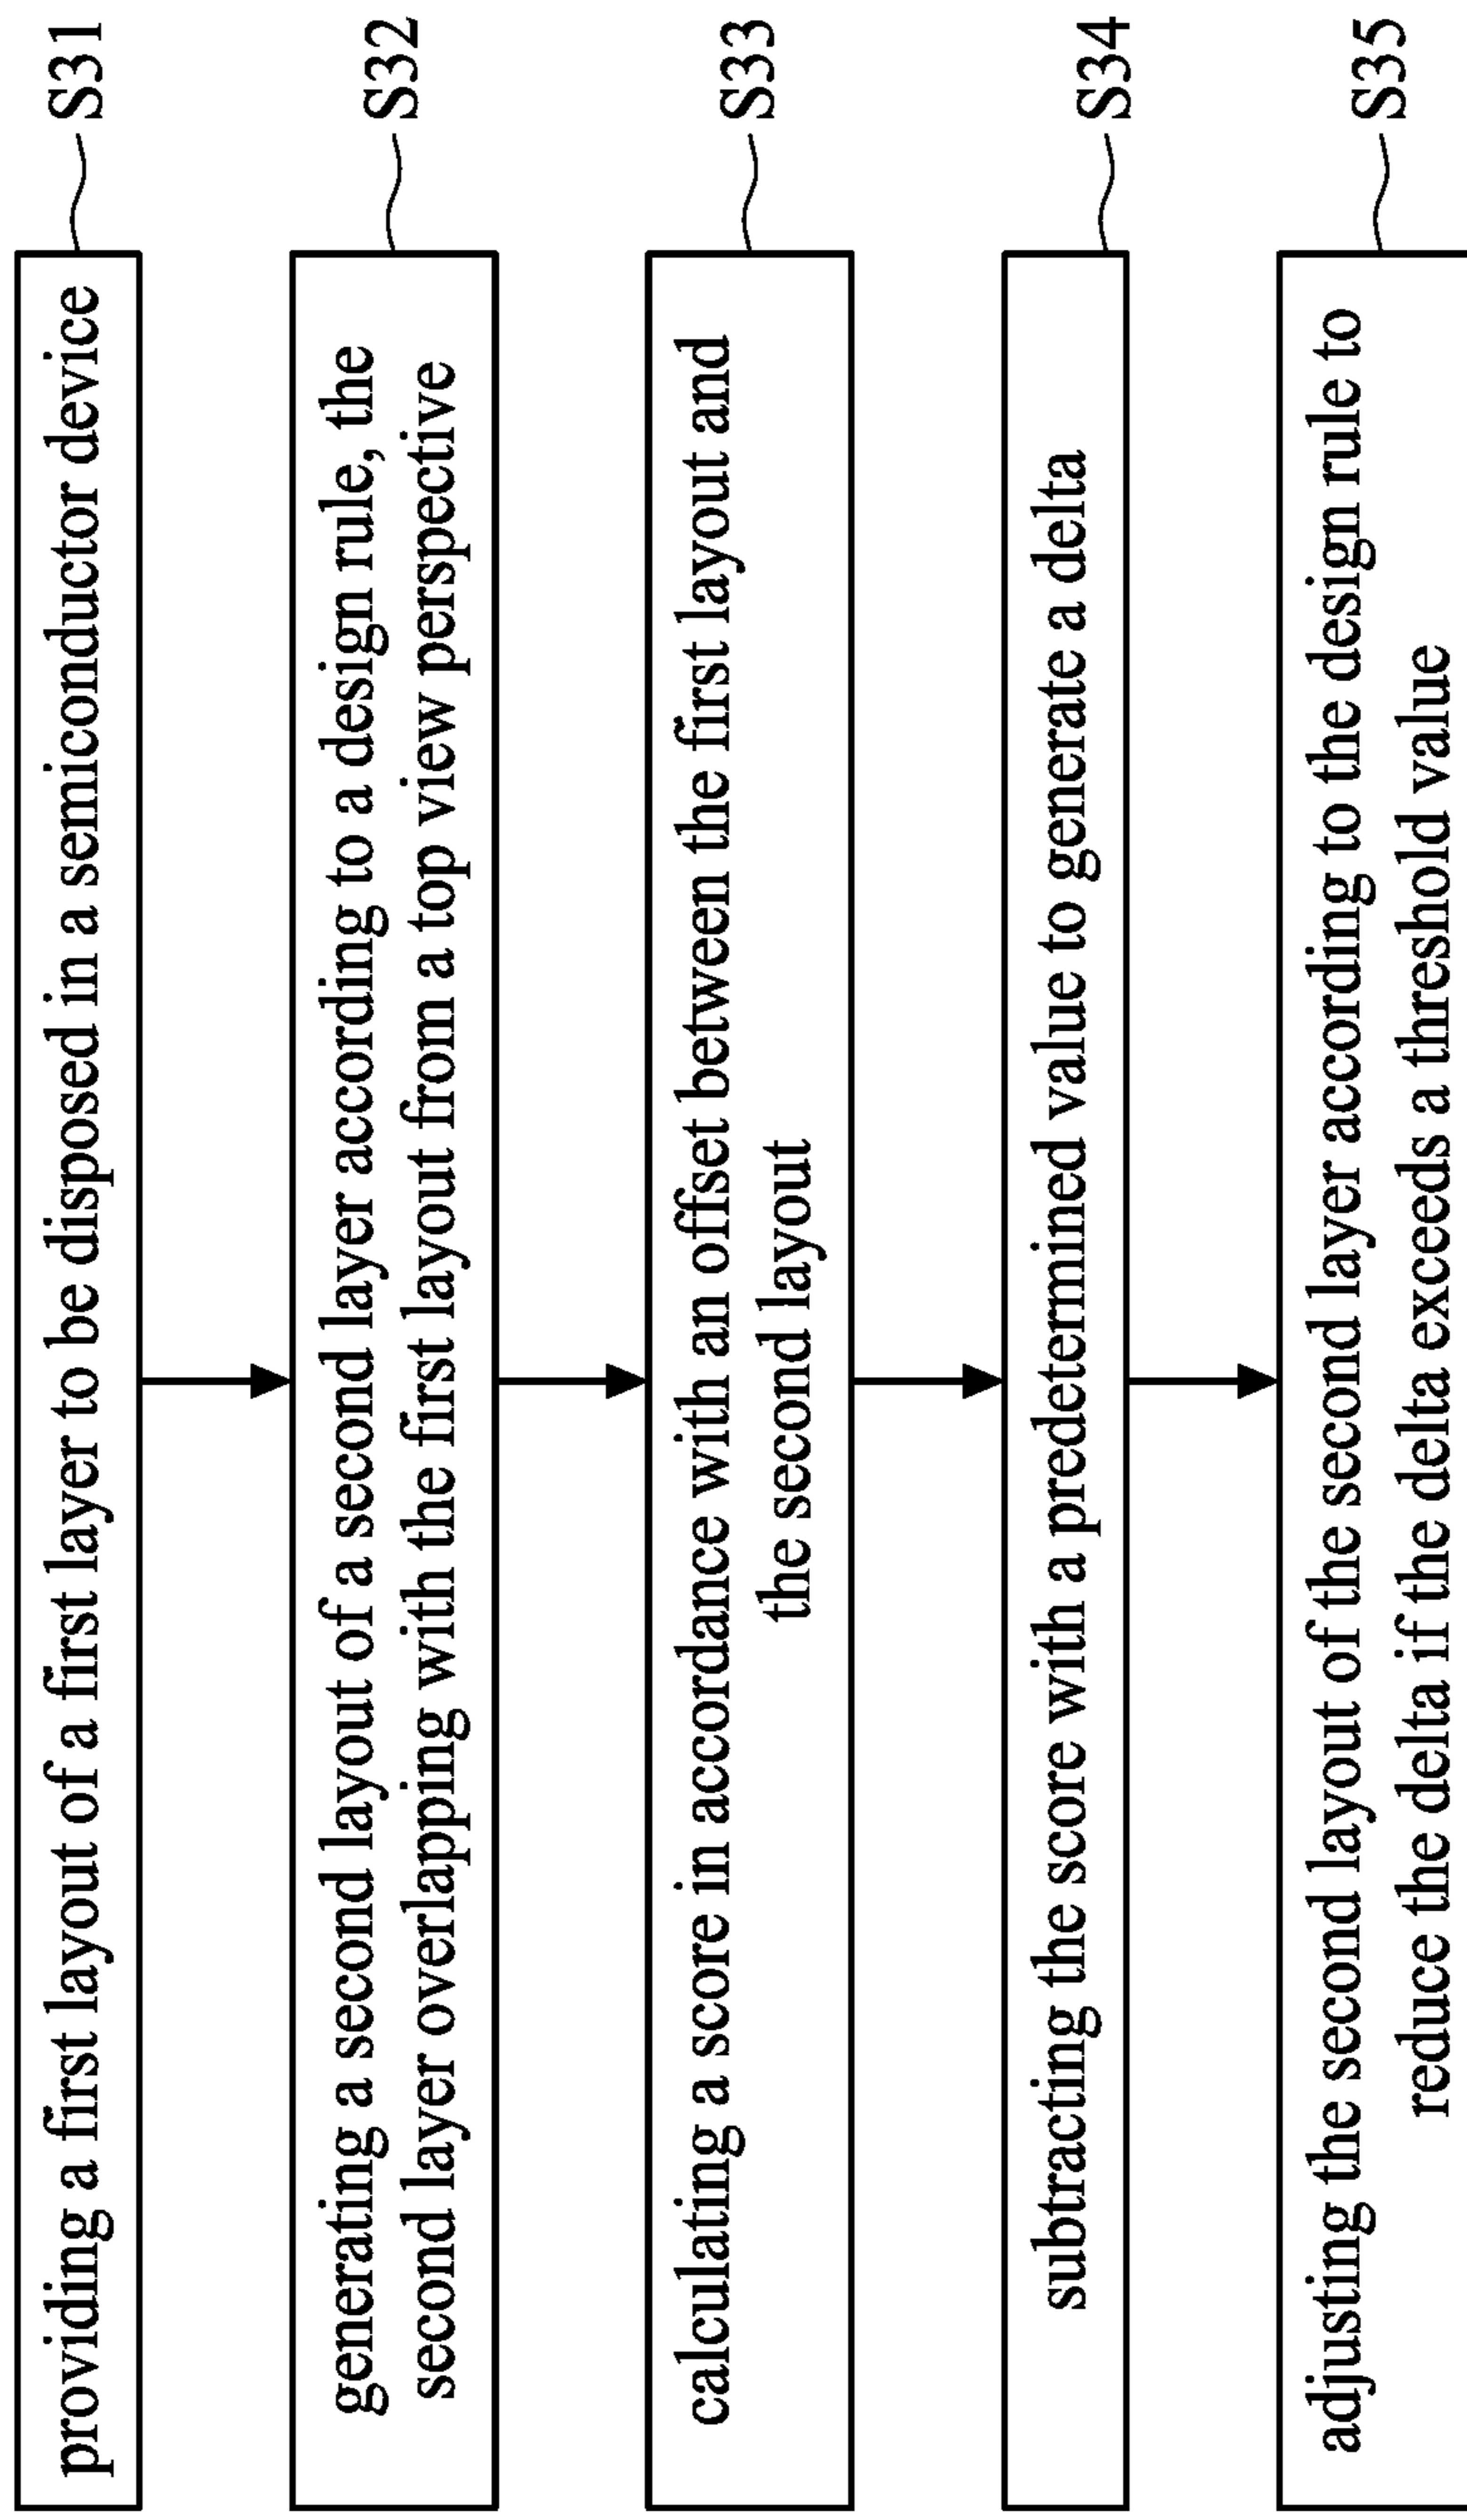 providing a first layout of a first layer to be disposed in a semiconductor device
S31
generating a second layout of a second layer according to a design rule, the
second layer overlapping with the first layout from a top view perspective
S32
calculating a score in accordance with an offset between the first layout and
the second layout
S33
subtracting the score with a predetermined value to generate a delta
S34
adjusting the second layout of the second layer according to the design rule to
reduce the delta if the delta exceeds a threshold value
S35